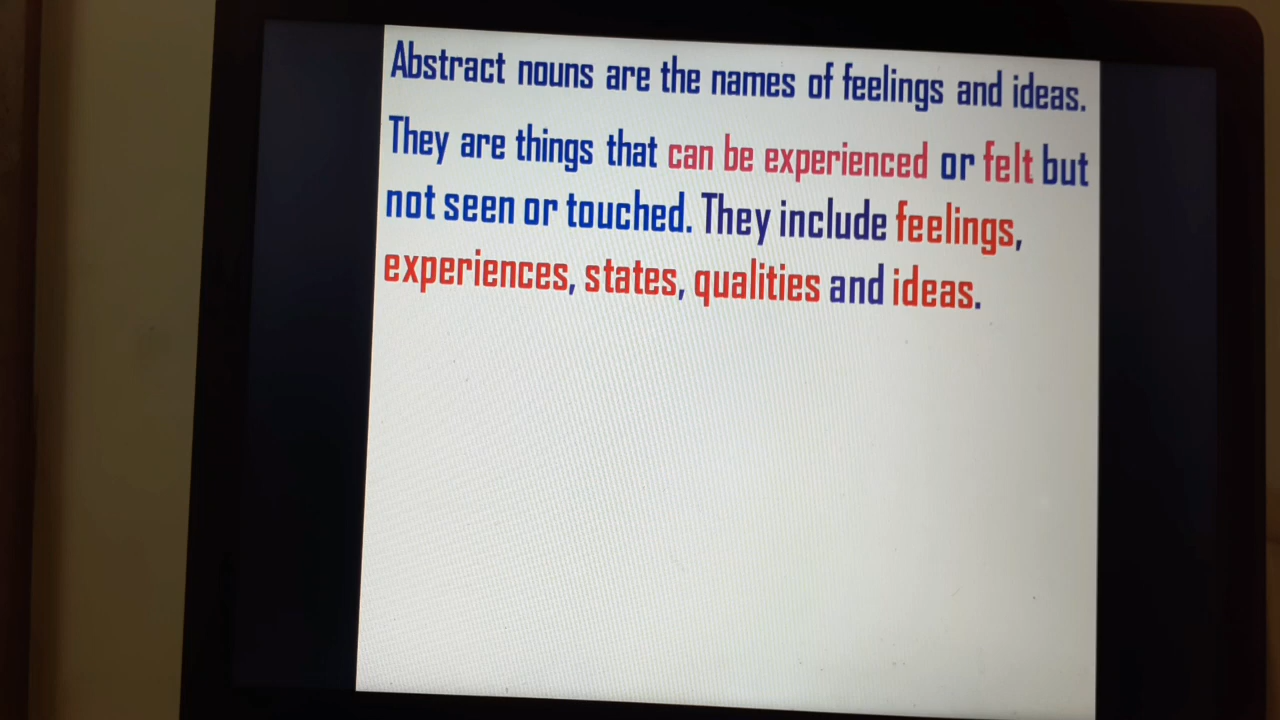 Abstract nouns are the names of feelings and ideas.
They are things that can be experienced or felt but
not seen or touched. They include feelings,
experiences, states, qualities and ideas.